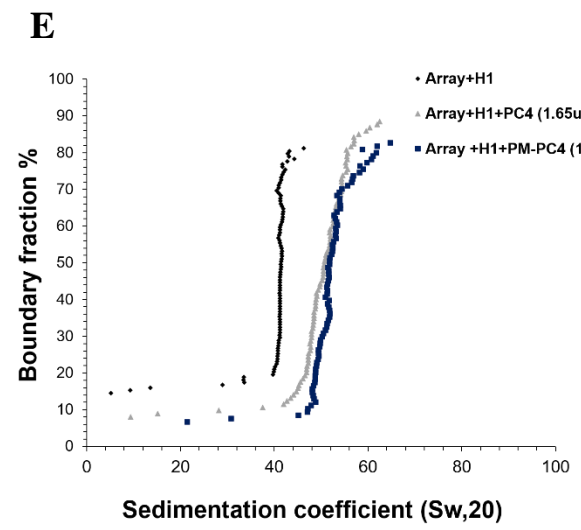 E
Array+H1
Array+H1+PC4 (1.65u
Array +H1+PM-PC4 (1
100
90
80
70
60
50
40
30
20
10
0
Boundary fraction %
0 20 40 60 80 100
Sedimentation coefficient (Sw,20)